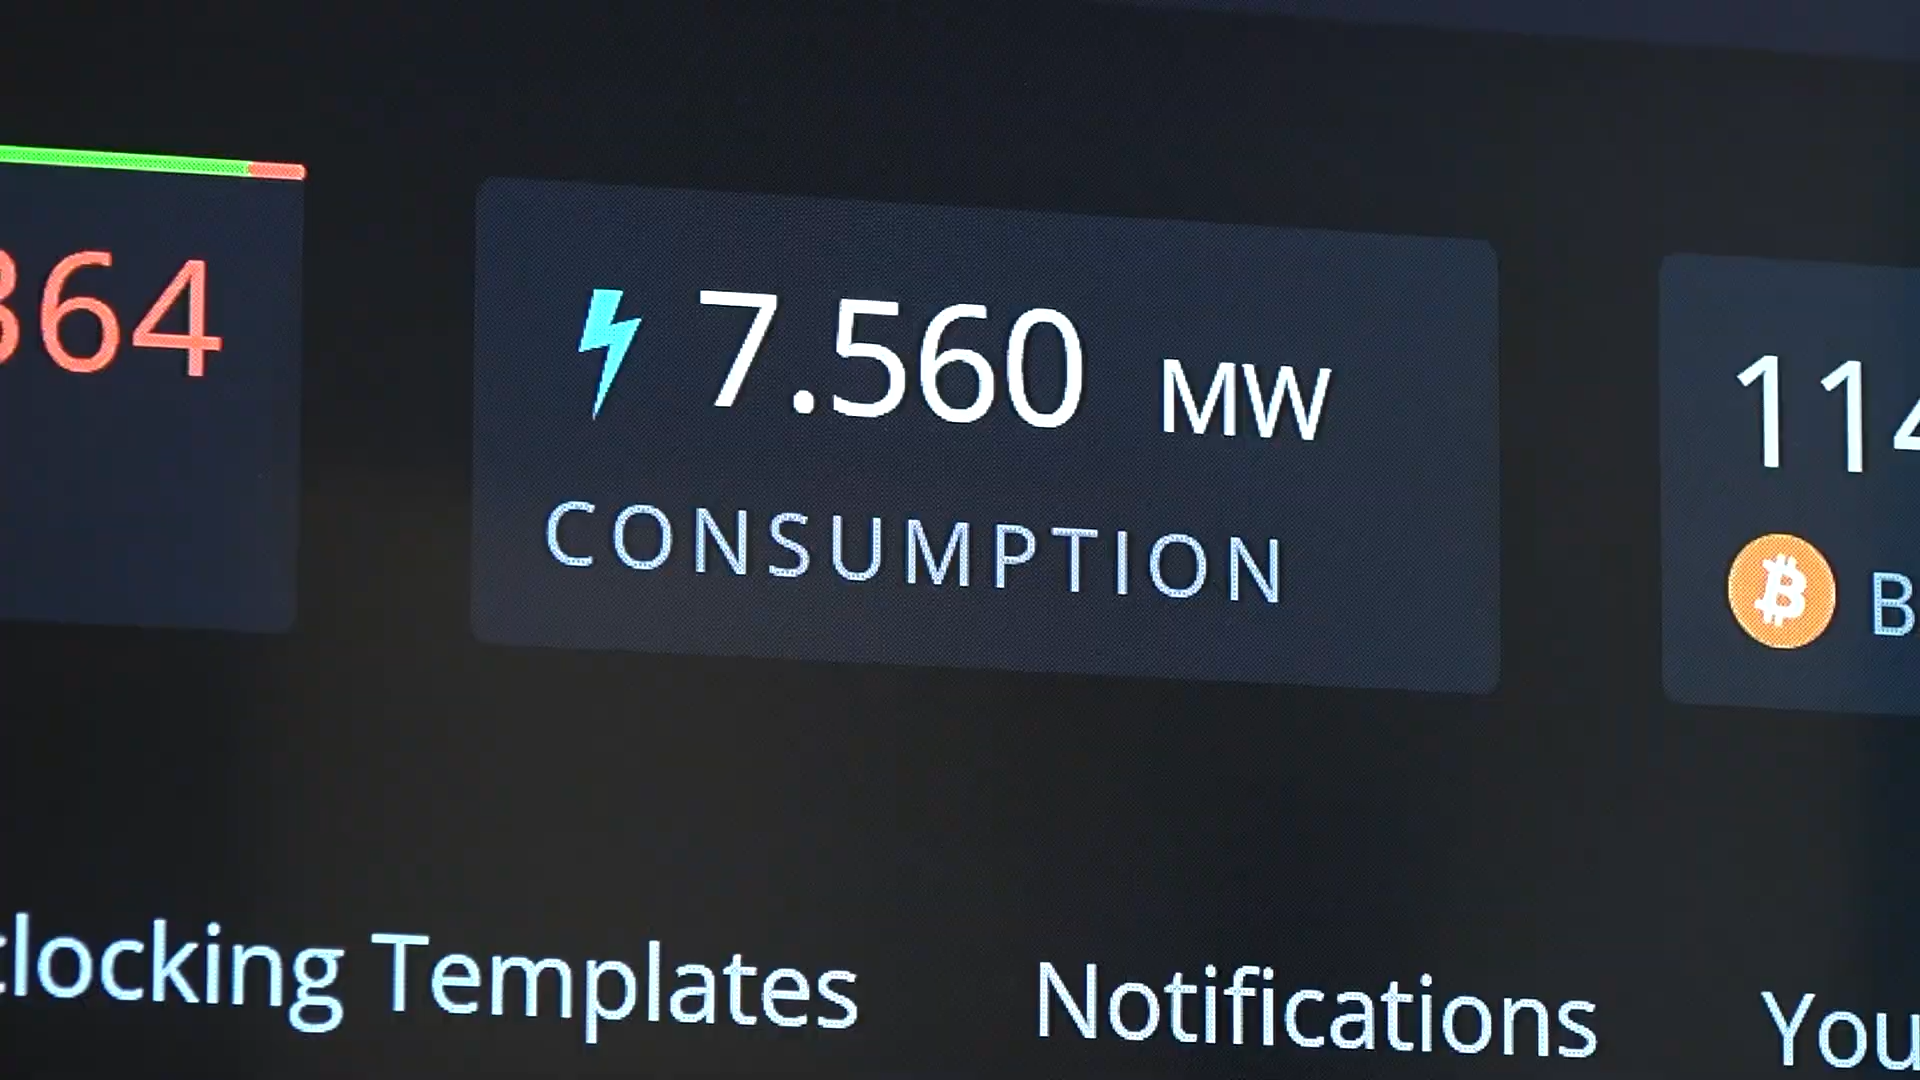 364
7.560 MW
CONSUMPTION
114
B
clocking Templates
Notifications
You